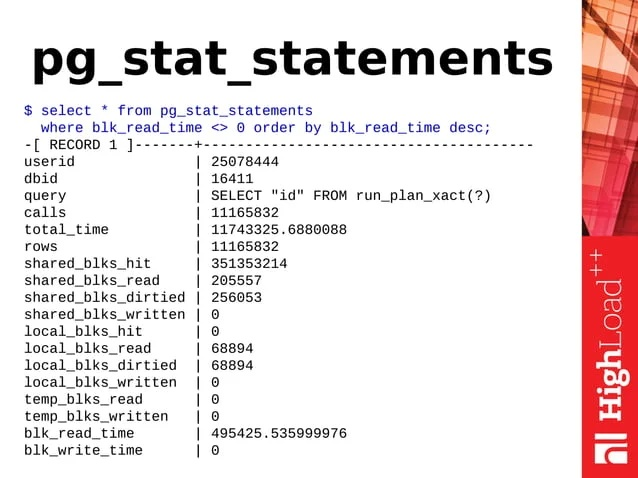 pg_stat_statements
$ select * from pg_stat_statements
where blk_read_time <> 0 order by blk_read_time desc;
-[ RECORD 1 ]-------+---------------------------------------
userid | 25078444
dbid | 16411
query | SELECT "id" FROM run_plan_xact(?)
calls | 11165832
total_time | 11743325.6880088
rows | 11165832
shared_blks_hit | 351353214
shared_blks_read | 205557
shared_blks_dirtied | 256053
shared_blks_written | 0
local_blks_hit | 0
local_blks_read | 68894
local_blks_dirtied | 68894
local_blks_written | 0
temp_blks_read | 0
temp_blks_written | 0
blk_read_time | 495425.535999976
blk_write_time | 0
HighLoad++